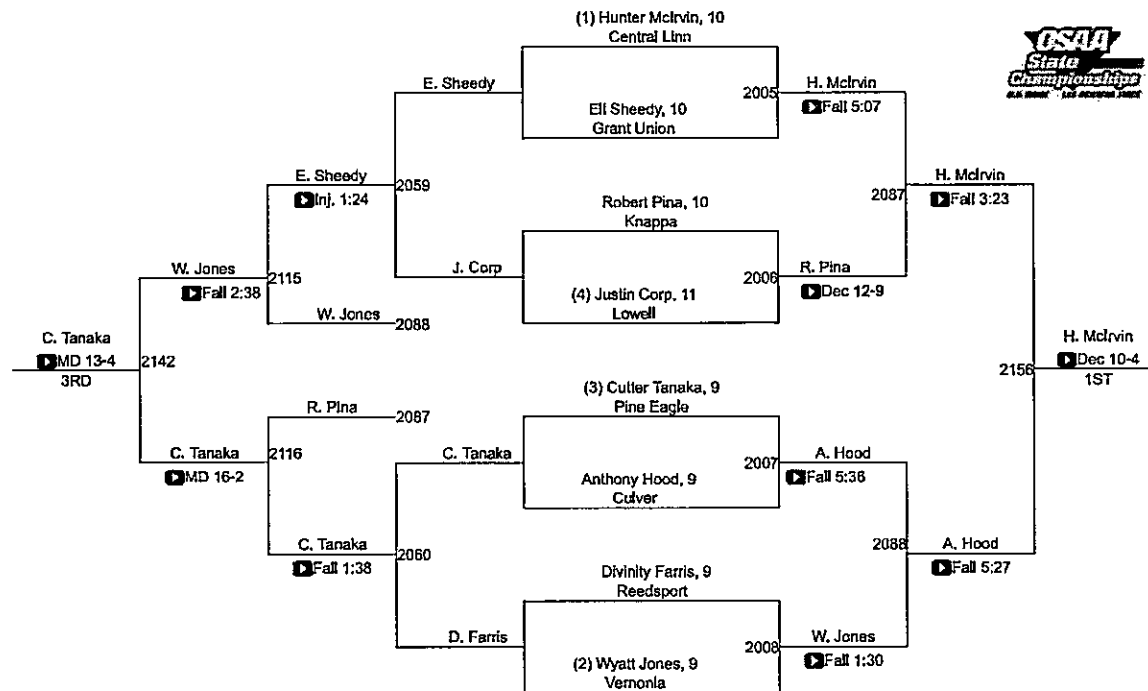 (1) Hunter McIrvin, 10
Central Linn
OSAA
State
Championships
E. Sheedy
2005
H. McIrvin
Fall 5:07
Eli Sheedy, 10
Grant Union
E. Sheedy
Inj. 1:24
2059
2087
H. McIrvin
Fall 3:23
Robert Pina, 10
Knappa
W. Jones
Fall 2:38
2115
J. Corp
2006
R. Pina
Dec 12-9
(4) Justin Corp, 11
Lowell
W. Jones
2088
C. Tanaka
MD 13-4
3RD
2142
2156
H. McIrvin
Dec 10-4
1ST
(3) Cutter Tanaka, 9
Pine Eagle
R. Pina
2087
C. Tanaka
MD 16-2
2116
C. Tanaka
2007
A. Hood
Fall 5:36
Anthony Hood, 9
Culver
C. Tanaka
Fall 1:38
2060
2088
A. Hood
Fall 5:27
Divinity Farris, 9
Reedsport
D. Farris
2008
W. Jones
Fall 1:30
(2) Wyatt Jones, 9
Vernonia